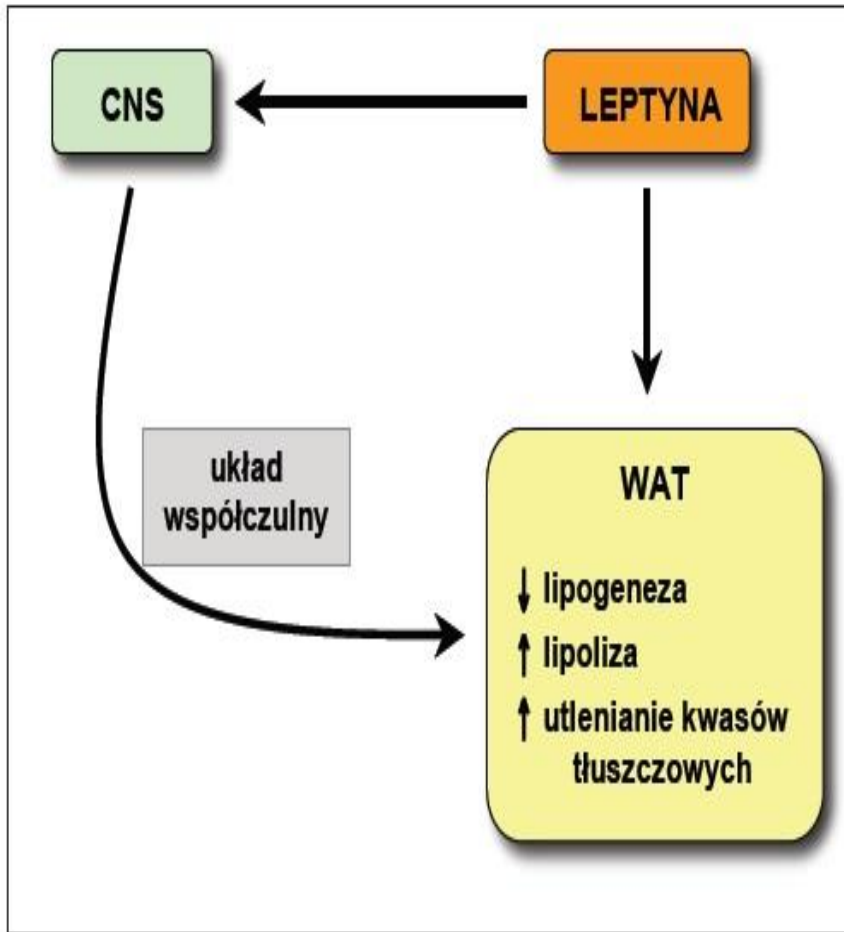 CNS
LEPTYNA
układ
współczulny
WAT
↓ lipogeneza
↑ lipoliza
↑ utlenianie kwasów
tłuszczowych